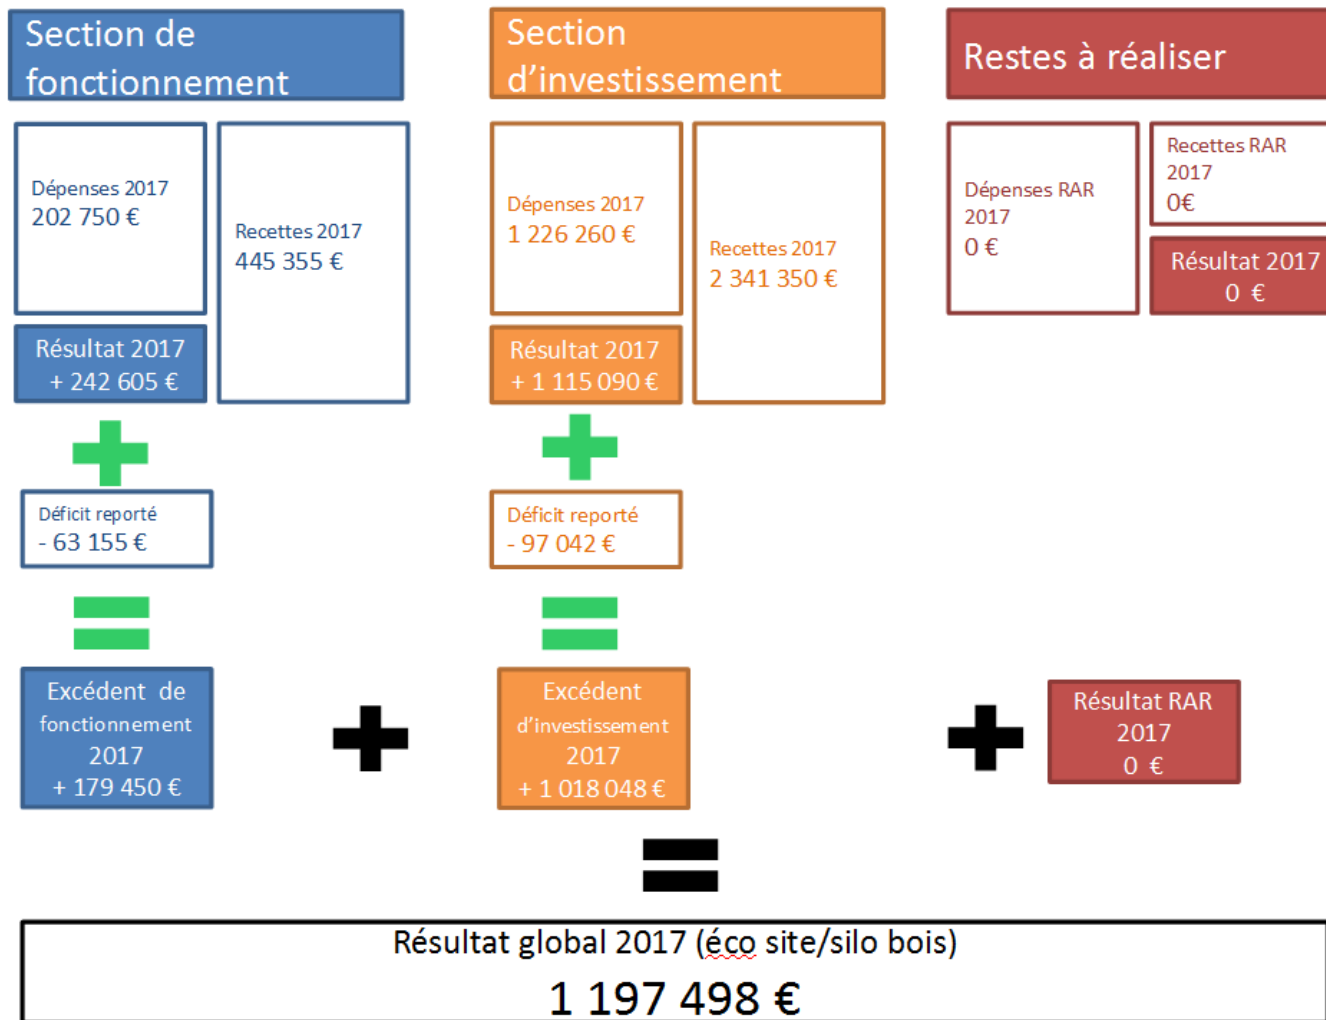 Section de
fonctionnement
Section
d'investissement
Restes à réaliser
Dépenses 2017
202 750 €
Recettes 2017
445 355 €
Résultat 2017
+ 242 605 €
Dépenses 2017
1 226 260 €
Recettes 2017
2 341 350 €
Résultat 2017
+ 1 115 090 €
Dépenses RAR
2017
0 €
Recettes RAR
2017
0€
Résultat 2017
0 €
Déficit reporté
- 63 155 €
Déficit reporté
- 97 042 €
Excédent de
fonctionnement
2017
+ 179 450 €
Excédent
d'investissement
2017
+ 1 018 048 €
Résultat RAR
2017
0 €
Résultat global 2017 (éco site/silo bois)
1 197 498 €